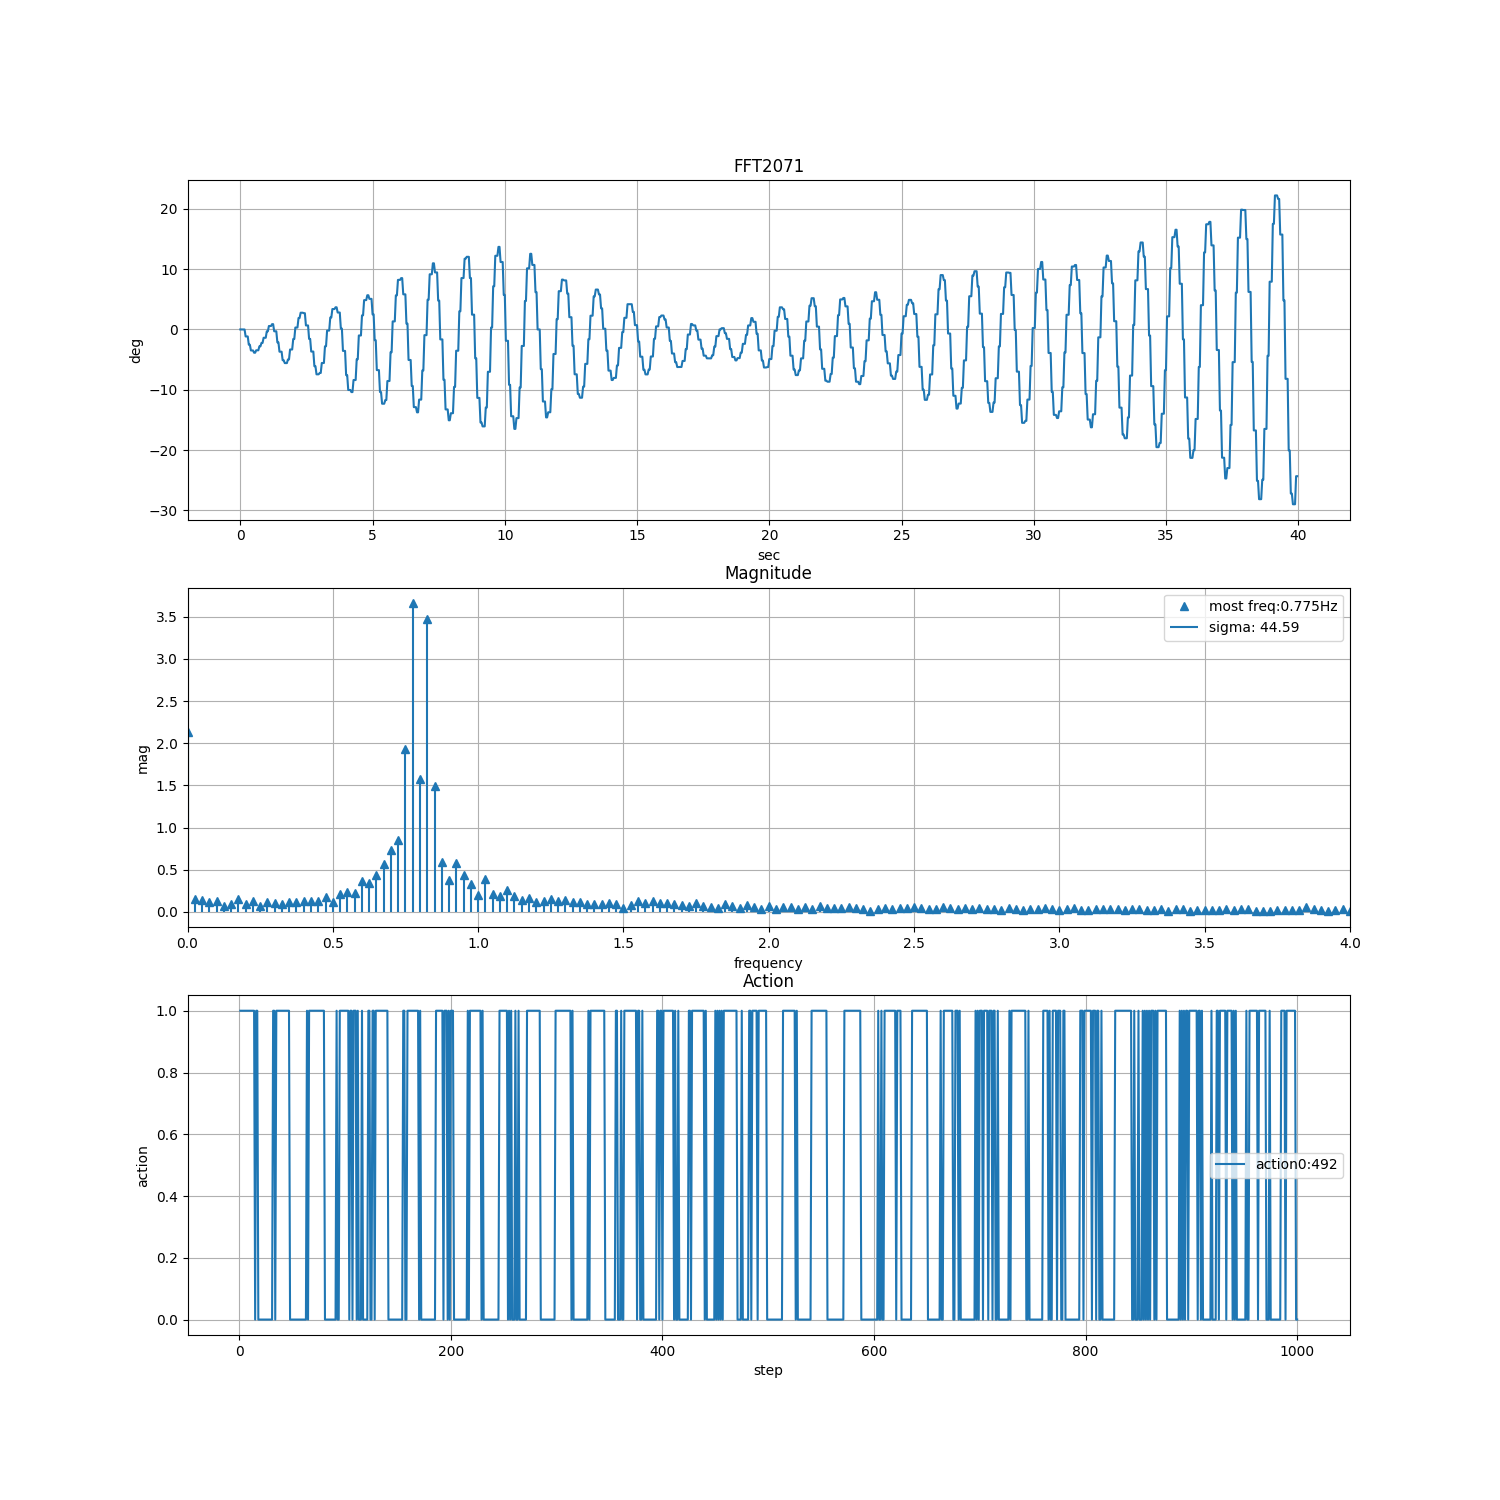 FFT2071
20
10
0
−10
−20
−30
deg
0 5 10 15 20 25 30 35 40
sec
Magnitude
most freq:0.775Hz
sigma: 44.59
3.5
3.0
2.5
2.0
1.5
1.0
0.5
0.0
mag
0.0 0.5 1.0 1.5 2.0 2.5 3.0 3.5 4.0
frequency
Action
1.0
0.8
0.6
0.4
0.2
0.0
action
action0:492
0 200 400 600 800 1000
step